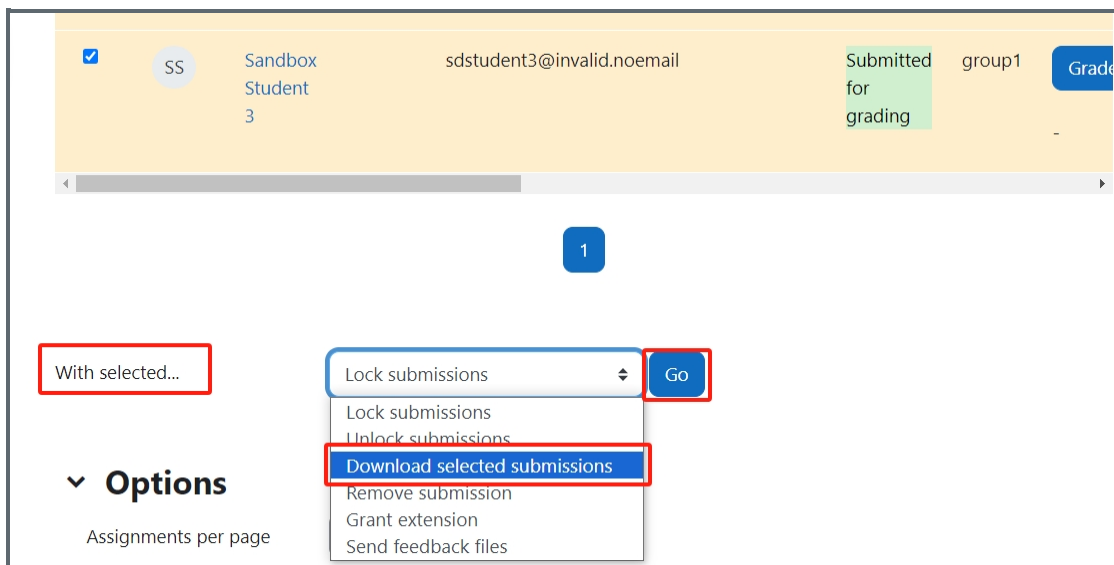 SS
Sandbox
Student
3
sdstudent3@invalid.noemail
Submitted
for
grading
group1
Grade
-
1
With selected...
Lock submissions
Go
Lock submissions
Unlock submissions
Download selected submissions
Remove submission
Grant extension
Send feedback files
Options
Assignments per page